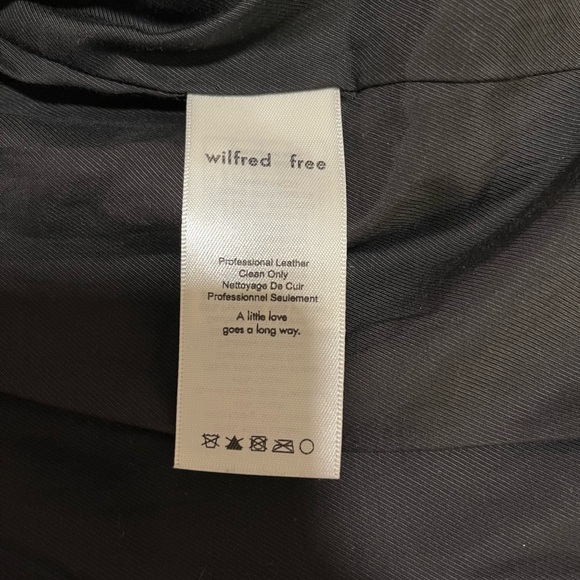 wilfred free
Professional Leather
Clean Only
Nettoyage De Cuir
Professionnel Seulement
A little love
goes a long way.